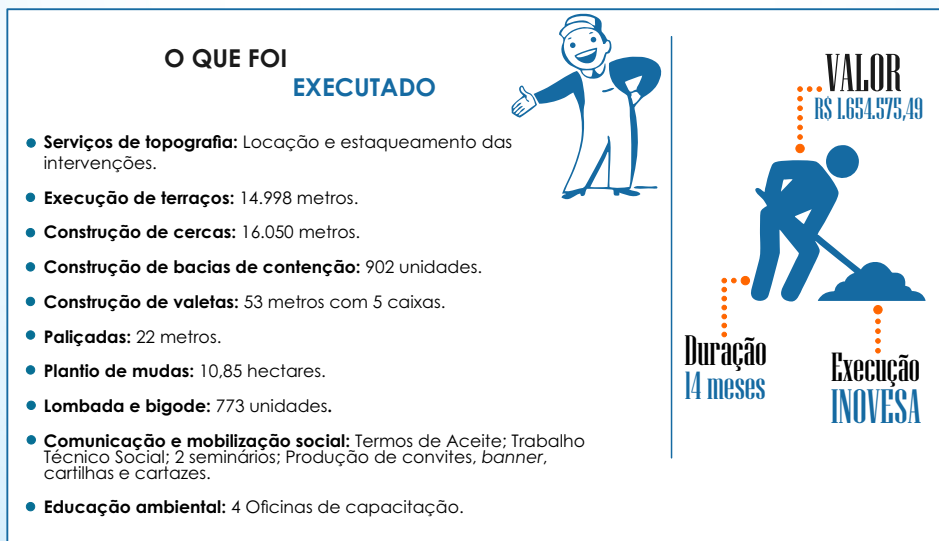 O QUE FOI
EXECUTADO
Serviços de topografia: Locação e estaqueamento das
intervenções.
Execução de terraços: 14.998 metros.
Construção de cercas: 16.050 metros.
Construção de bacias de contenção: 902 unidades.
Construção de valetas: 53 metros com 5 caixas.
Paliçadas: 22 metros.
Plantio de mudas: 10,85 hectares.
Lombada e bigode: 773 unidades.
Comunicação e mobilização social: Termos de Aceite; Trabalho
Técnico Social; 2 seminários; Produção de convites, banner,
cartilhas e cartazes.
Educação ambiental: 4 Oficinas de capacitação.
VALOR
R$ 1.654.575,49
Duração
14 meses
Execução
INOVESA